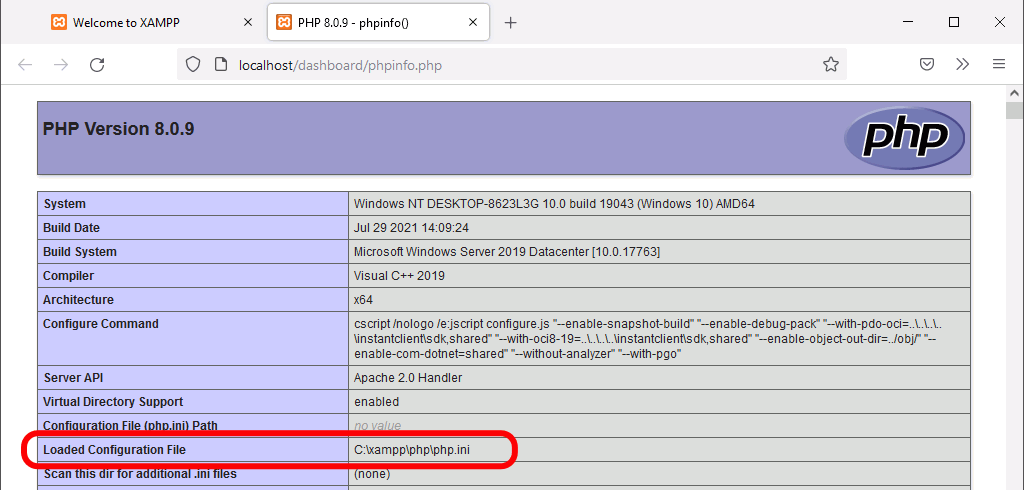 Welcome to XAMPP
PHP 8.0.9 - phpinfo()
localhost/dashboard/phpinfo.php
PHP Version 8.0.9
php
System Windows NT DESKTOP-8623L3G 10.0 build 19043 (Windows 10) AMD64
Build Date Jul 29 2021 14:09:24
Build System Microsoft Windows Server 2019 Datacenter [10.0.17763]
Compiler Visual C++ 2019
Architecture x64
Configure Command cscript /nologo /e:jscript configure.js "--enable-snapshot-build" "--enable-debug-pack" "--with-pdo-oci=..\..\..\..
\instantclient\sdk,shared" "--with-oci8-19=..\..\..\..\instantclient\sdk,shared" "--enable-object-out-dir=../obj/" "--
enable-com-dotnet=shared" "--without-analyzer" "--with-pgo"
Server API Apache 2.0 Handler
Virtual Directory Support enabled
Configuration File (php.ini) Path no value
Loaded Configuration File C:\xampp\php\php.ini
Scan this dir for additional .ini files (none)